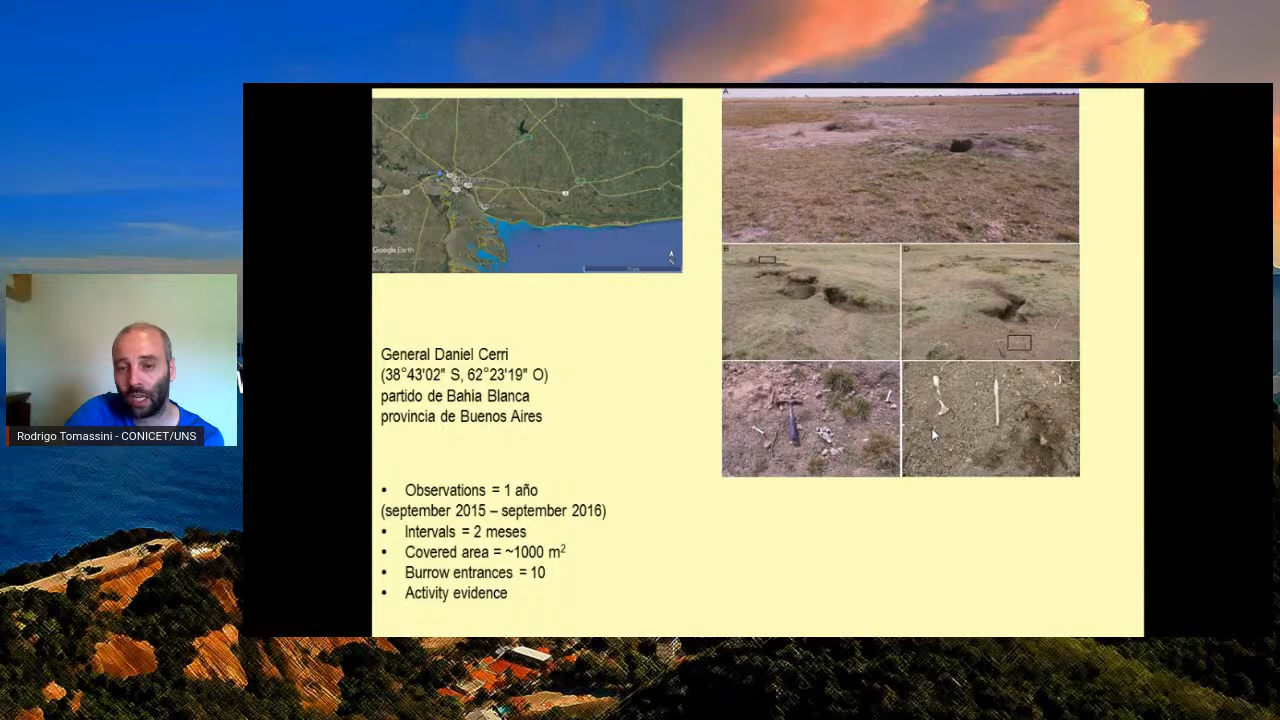 Google Earth
A
B
D
E
General Daniel Cerri
(38°43'02" S, 62°23'19" O)
partido de Bahía Blanca
provincia de Buenos Aires
• Observations = 1 año
(september 2015 – september 2016)
• Intervals = 2 meses
• Covered area = ~1000 m²
• Burrow entrances = 10
• Activity evidence
Rodrigo Tomassini - CONICET/UNS